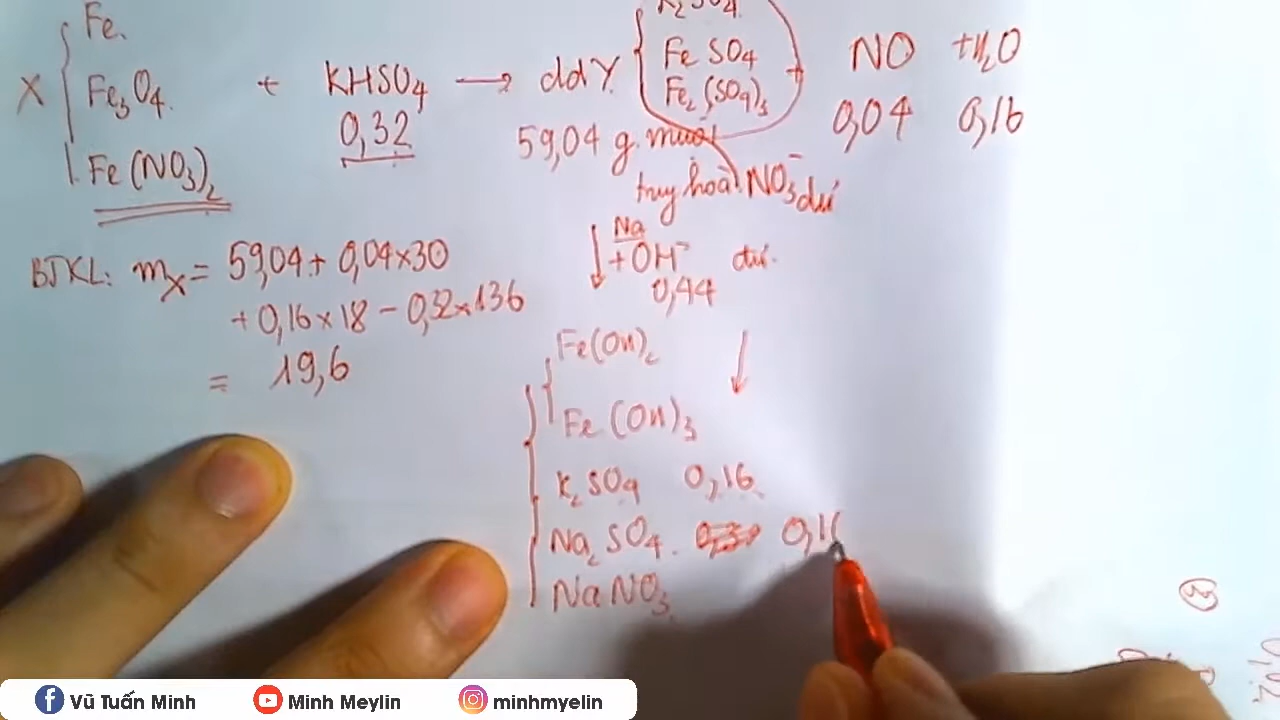 Fe.
K₂SO₄
X Fe₃O₄. + KHSO₄ → ddY. FeSO₄ + NO + H₂O
Fe₂(SO₄)₃
0,32 59,04 g muối 0,04 0,16
Fe(NO₃)₂
NO₃⁻ dư
BTKL: mₓ = 59,04 + 0,04×30
+ 0,16×18 - 0,32×136
= 19,6
Na
+ OH⁻ dư.
0,44
Fe(OH)₂ ↓
Fe(OH)₃
K₂SO₄ 0,16
Na₂SO₄. 0,16
NaNO₃
3
Vũ Tuấn Minh Minh Meylin minhmyelin